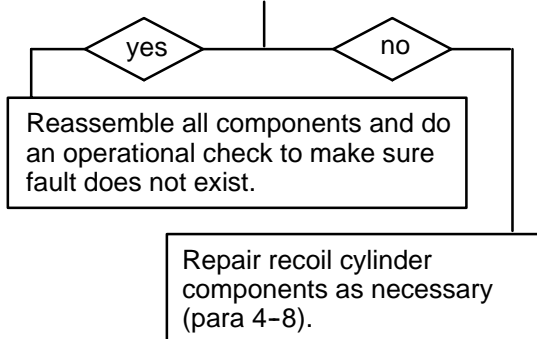 yes
no
Reassemble all components and do
an operational check to make sure
fault does not exist.
Repair recoil cylinder
components as necessary
(para 4-8).